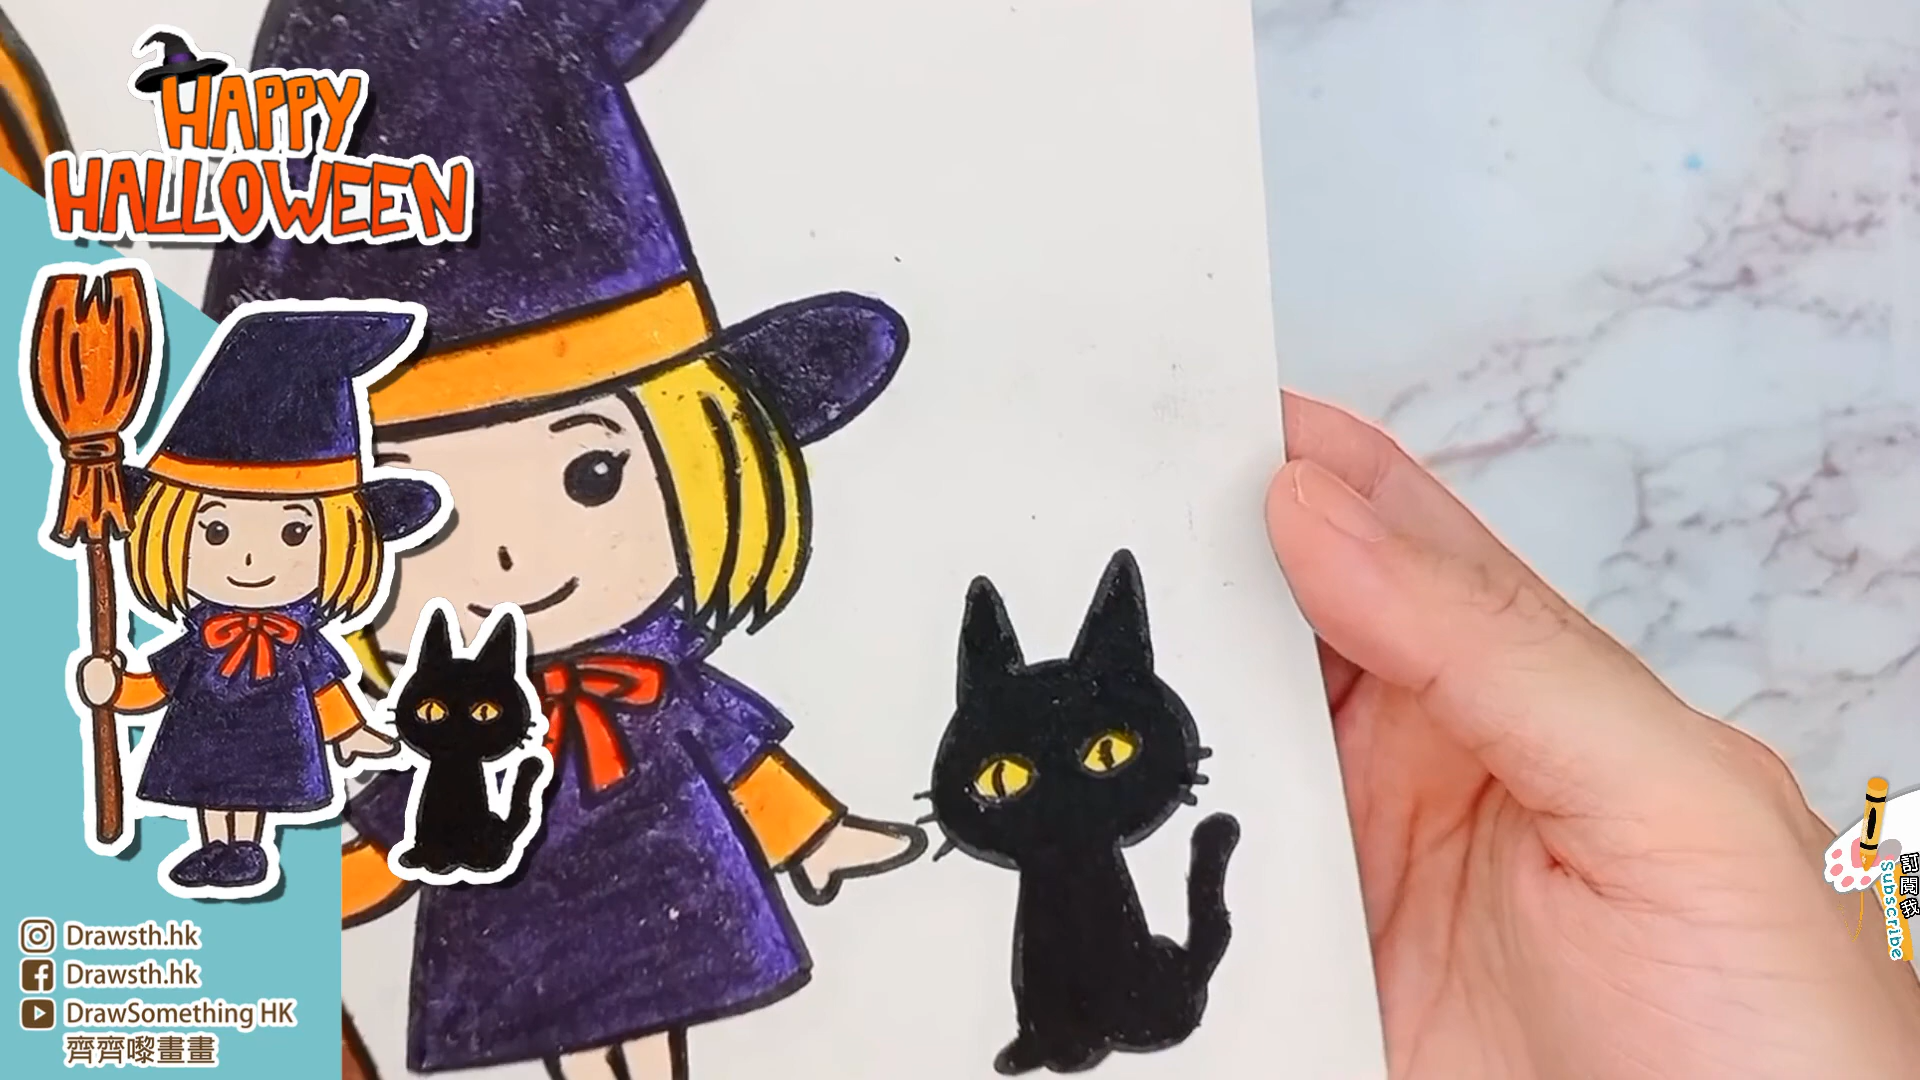 HAPPY
HALLOWEEN
Drawsth.hk
Drawsth.hk
DrawSomething HK
齊齊嚟畫畫
訂閱我
Subscribe